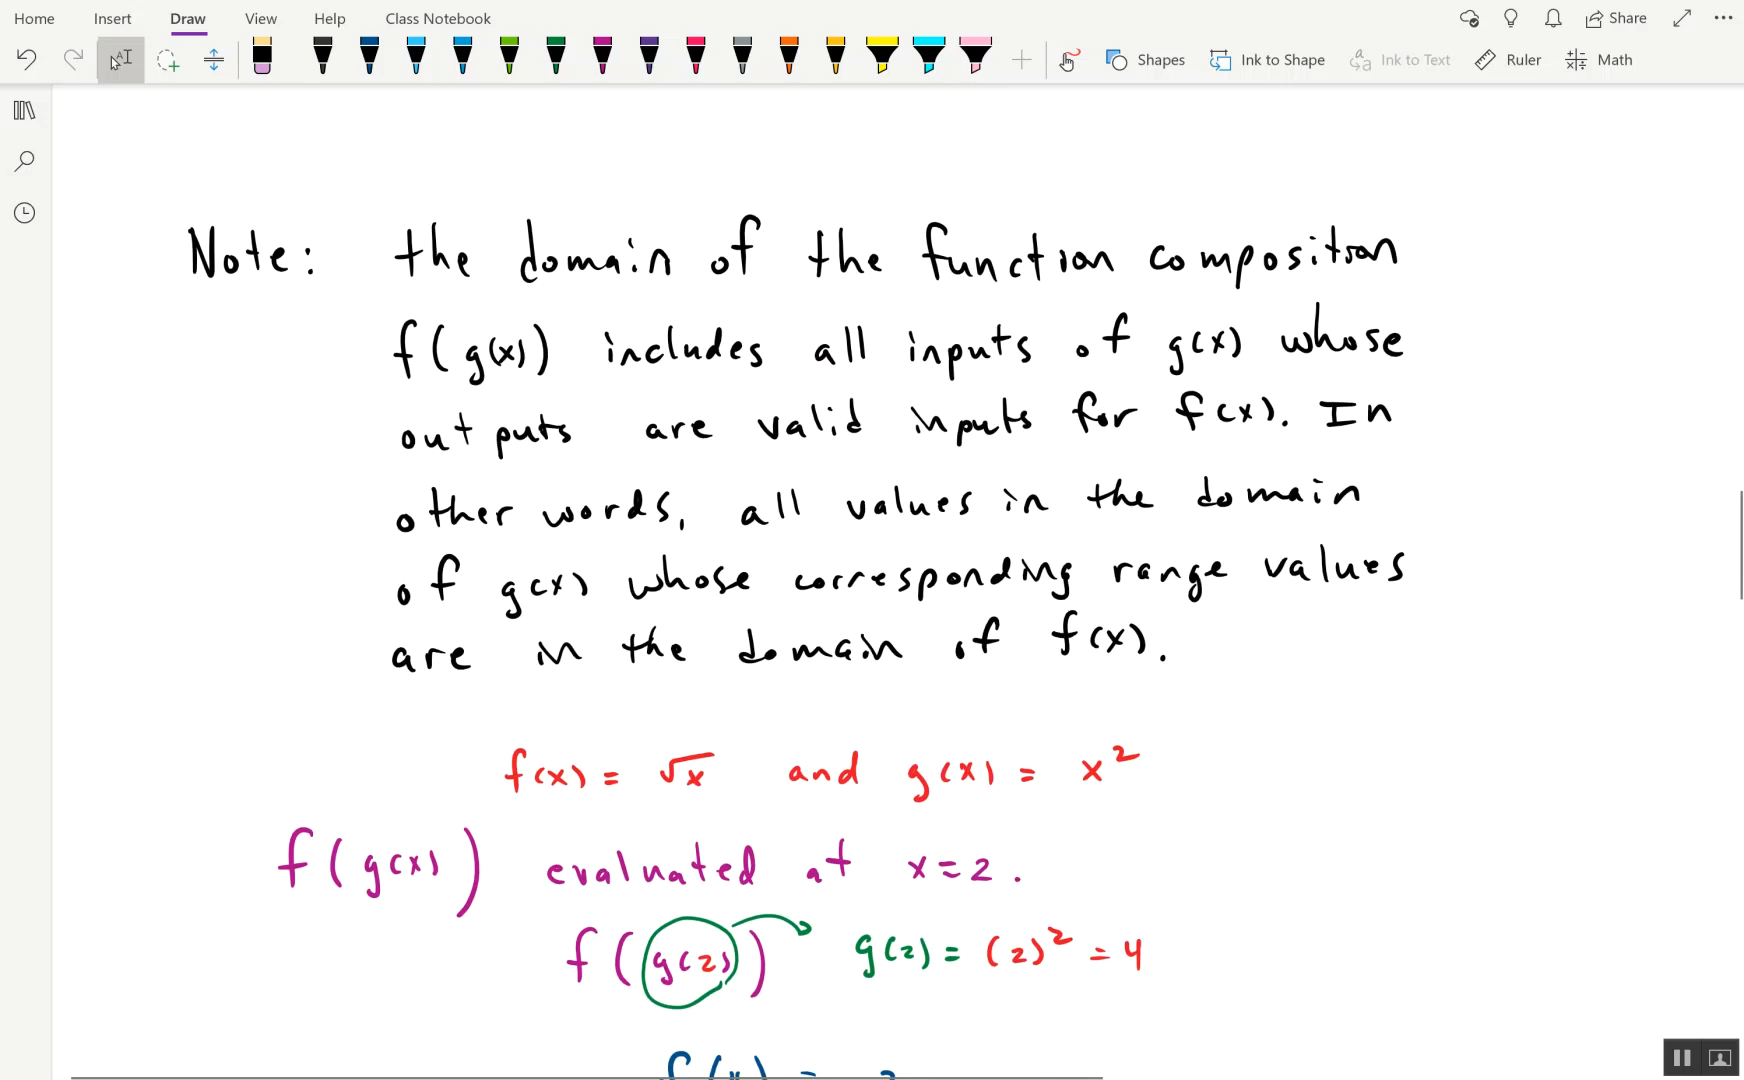 Home Insert Draw View Help Class Notebook Share
Shapes Ink to Shape Ink to Text Ruler Math
Note: the domain of the function composition
f(g(x)) includes all inputs of g(x) whose
outputs are valid inputs for f(x). In
other words, all values in the domain
of g(x) whose corresponding range values
are in the domain of f(x).
f(x) = √x and g(x) = x²
f(g(x)) evaluated at x=2.
f(g(2)) g(2) = (2)² = 4